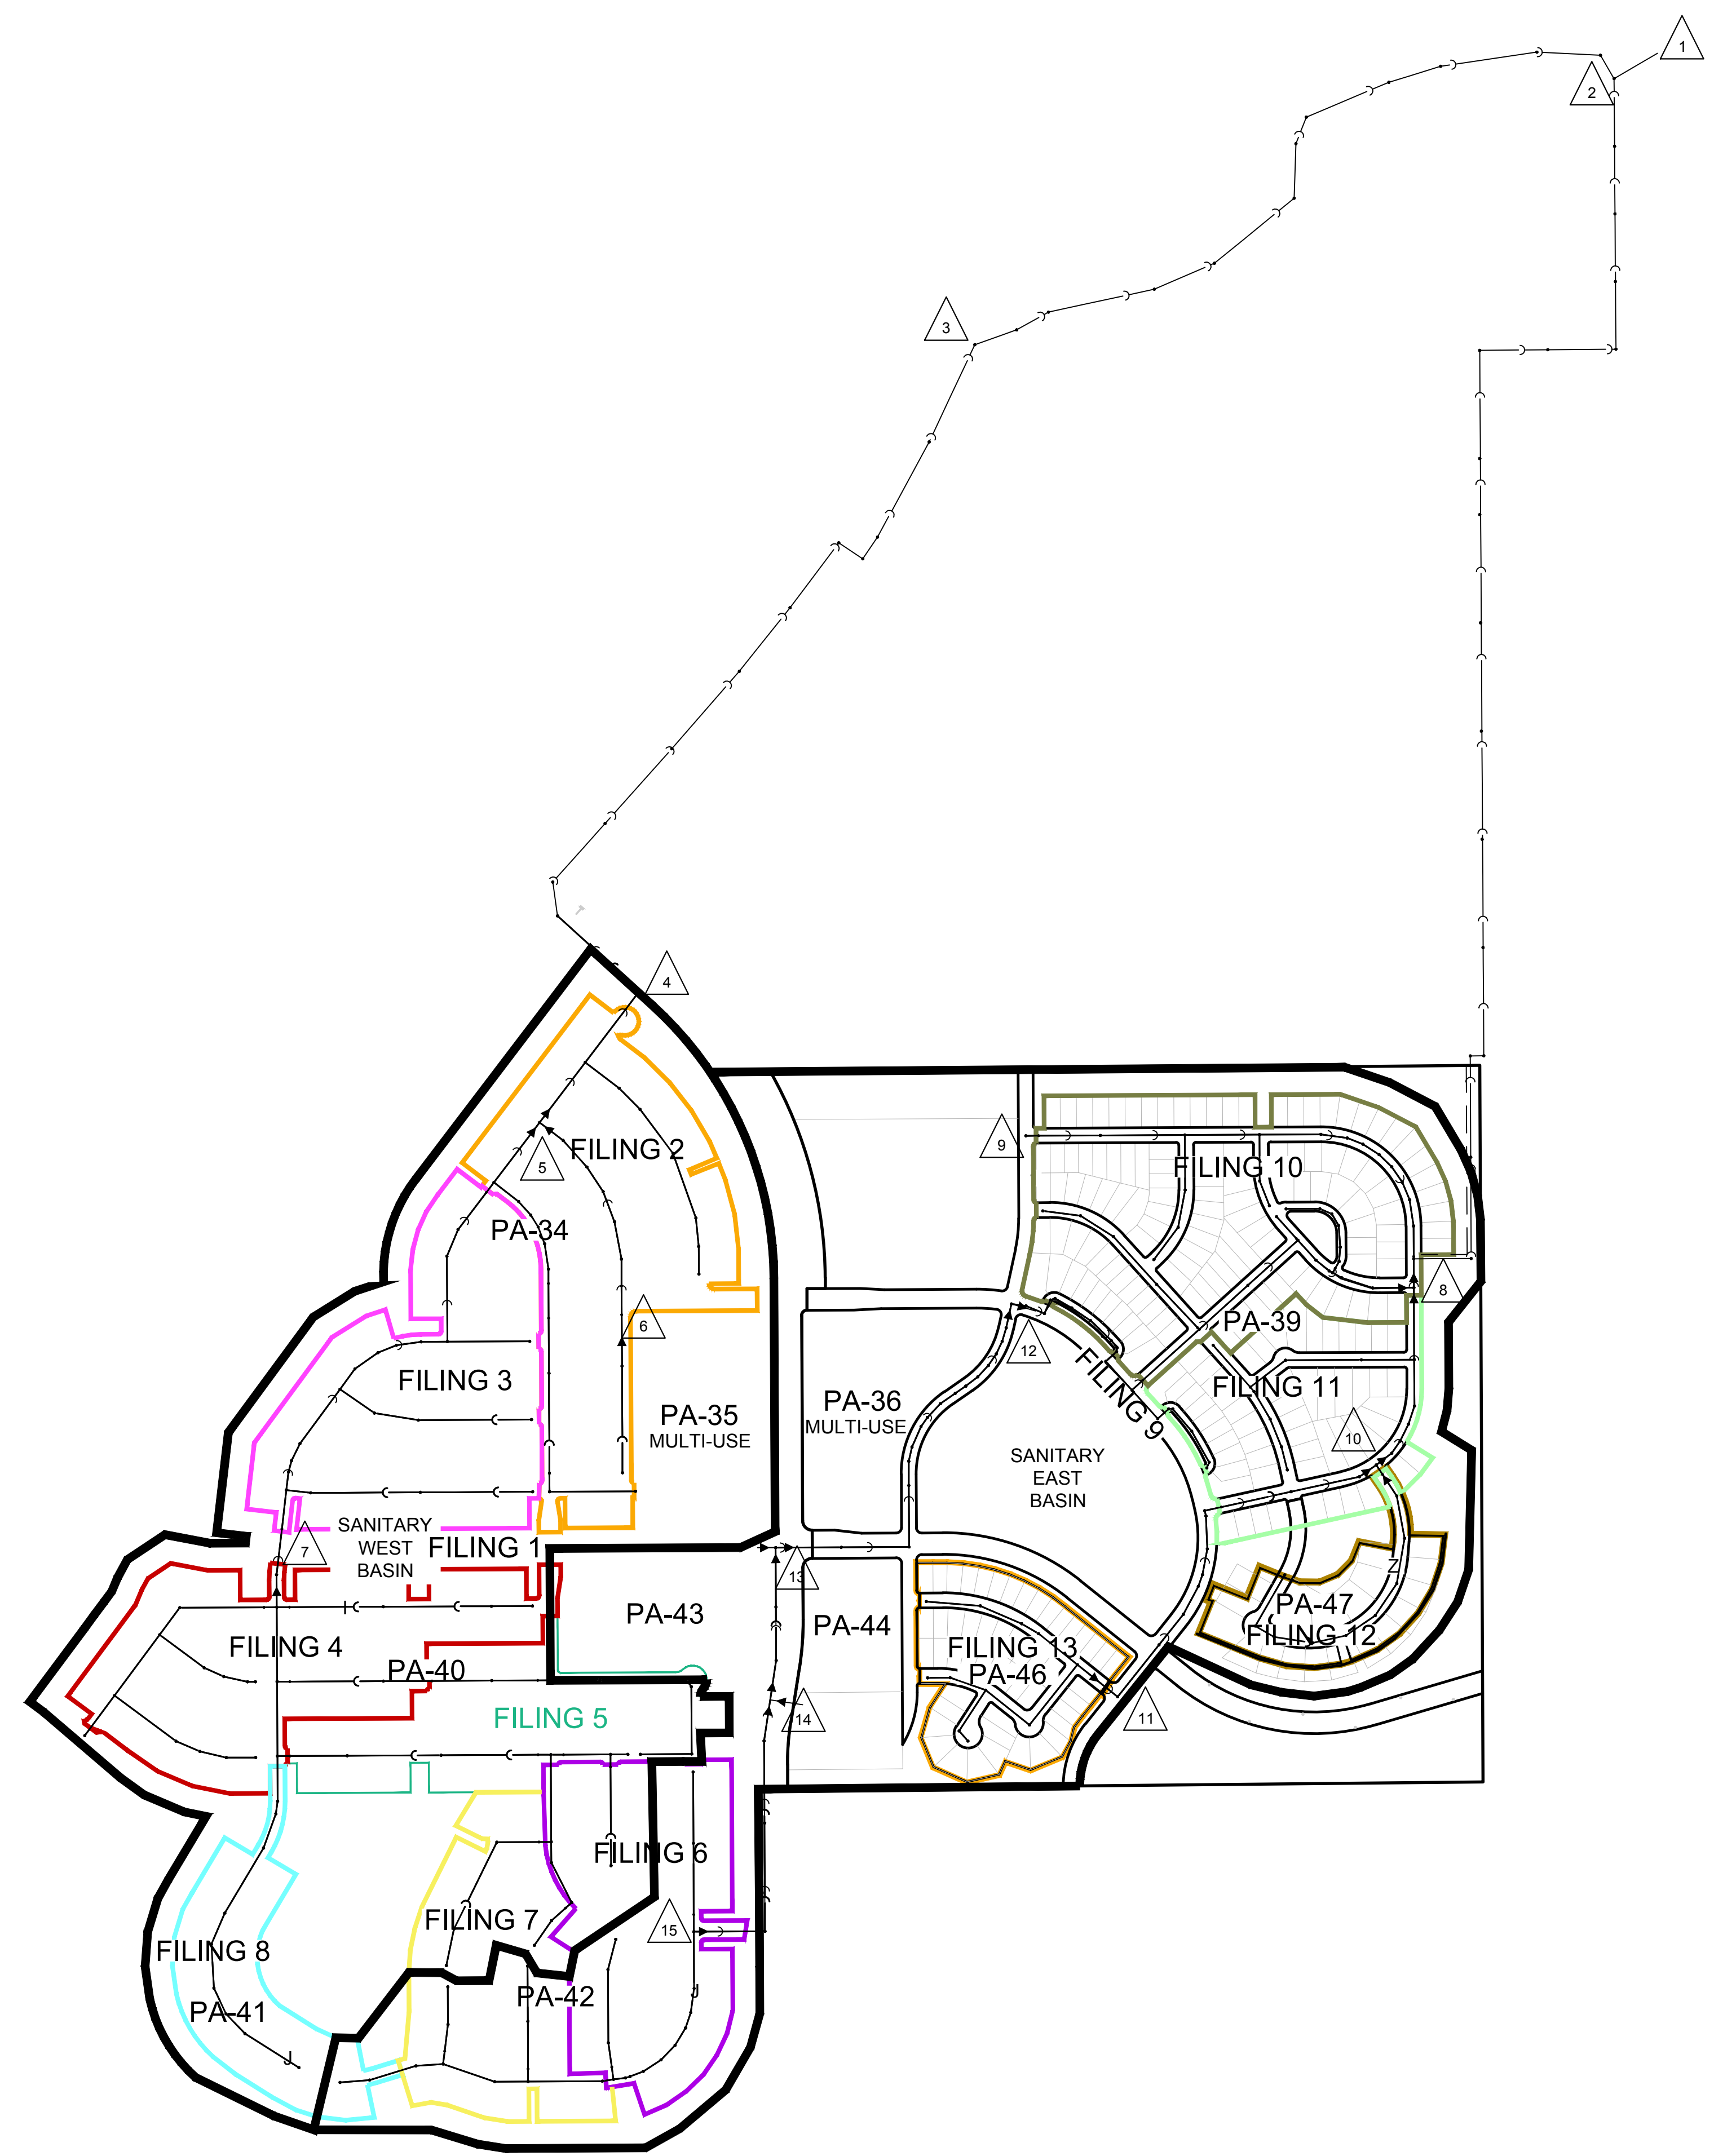 1
2
3
4
5
FILING 2
9
FILING 10
PA-34
8
6
PA-39
12
FILING 3
FILING 9
FILING 11
PA-35
MULTI-USE
PA-36
MULTI-USE
10
SANITARY
EAST
BASIN
SANITARY
WEST
BASIN
FILING 1
7
13
Z
PA-47
FILING 12
PA-43
PA-44
FILING 4
PA-40
FILING 13
PA-46
FILING 5
14
11
FILING 6
FILING 7
15
FILING 8
PA-42
J
PA-41
J